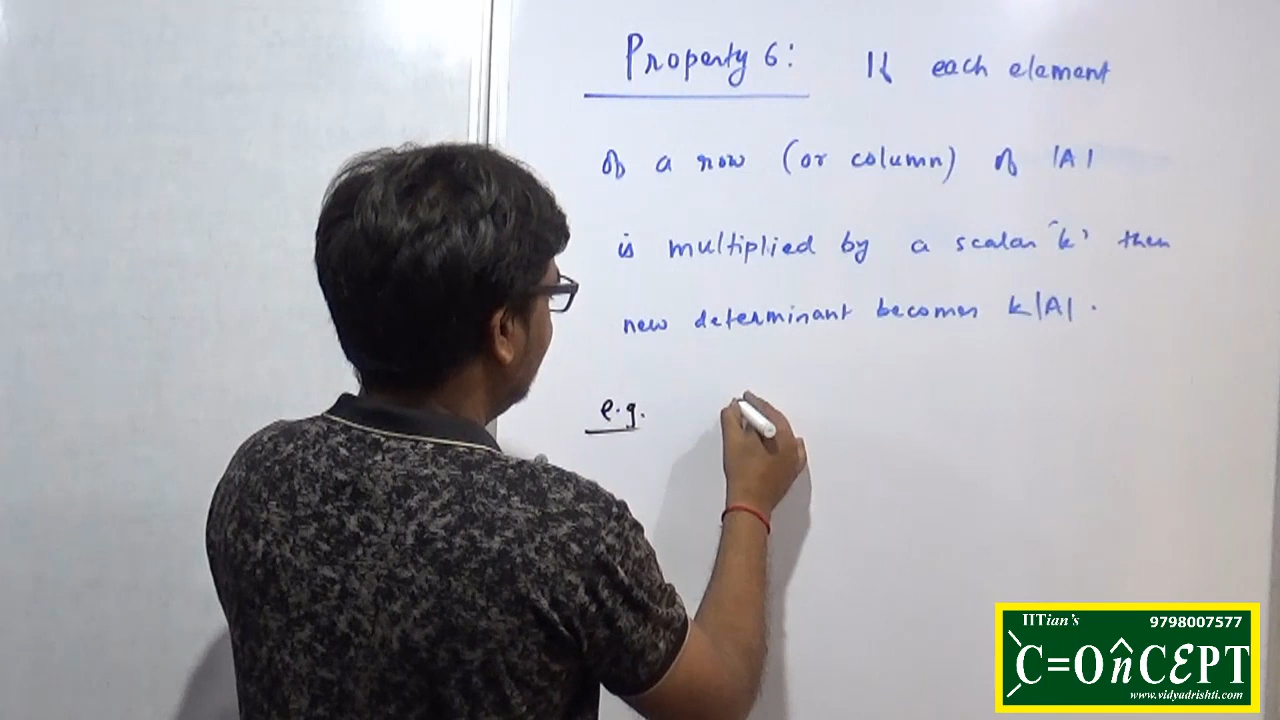 Property 6: If each element
of a row (or column) of |A|
is multiplied by a scalar 'k' then
new determinant becomes k|A|.
e.g.
IITian's 9798007577
C=OnCEPT
www.vidyadrishti.com